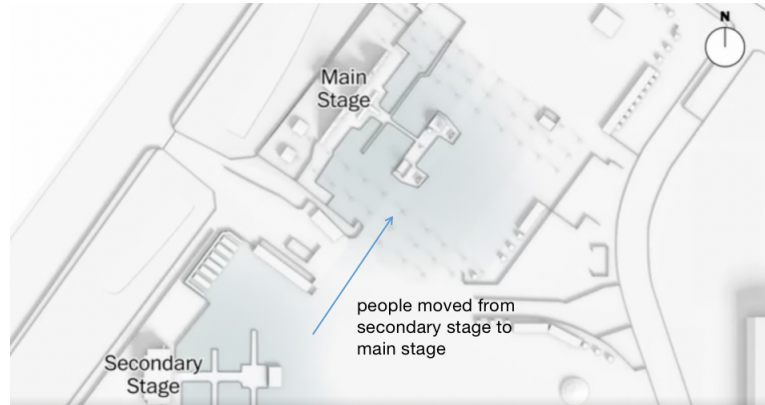 N
Main
Stage
people moved from
secondary stage to
main stage
Secondary
Stage